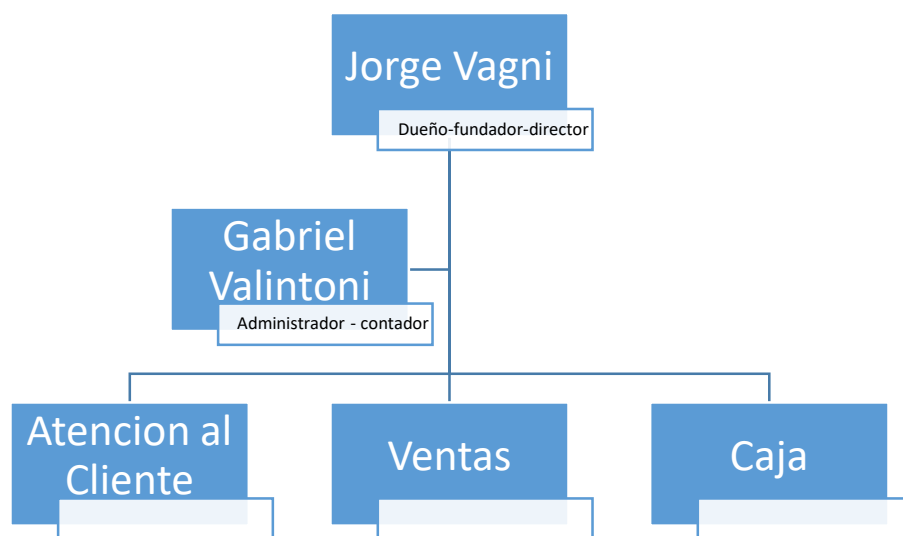 Jorge Vagni
Dueño-fundador-director
Gabriel
Valintoni
Administrador - contador
Atencion al
Cliente
Ventas
Caja